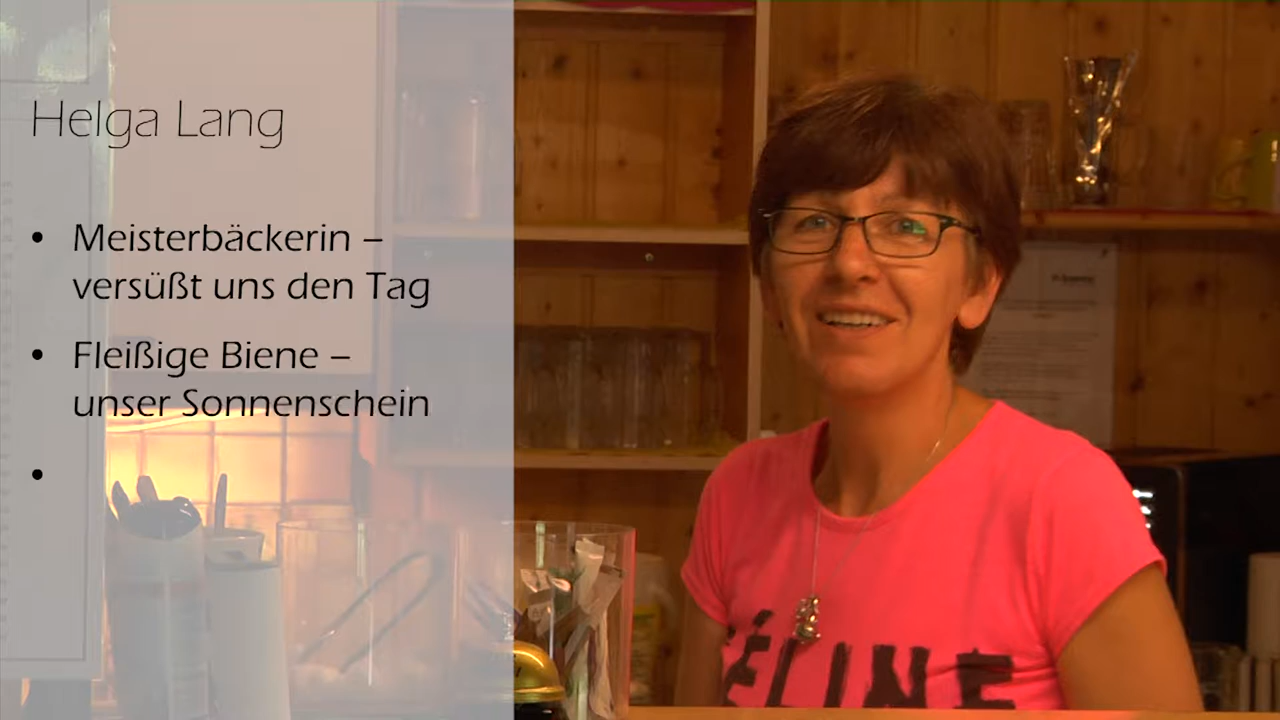 Helga Lang
• Meisterbäckerin –
versüßt uns den Tag
• Fleißige Biene –
unser Sonnenschein
•
ÉLINE